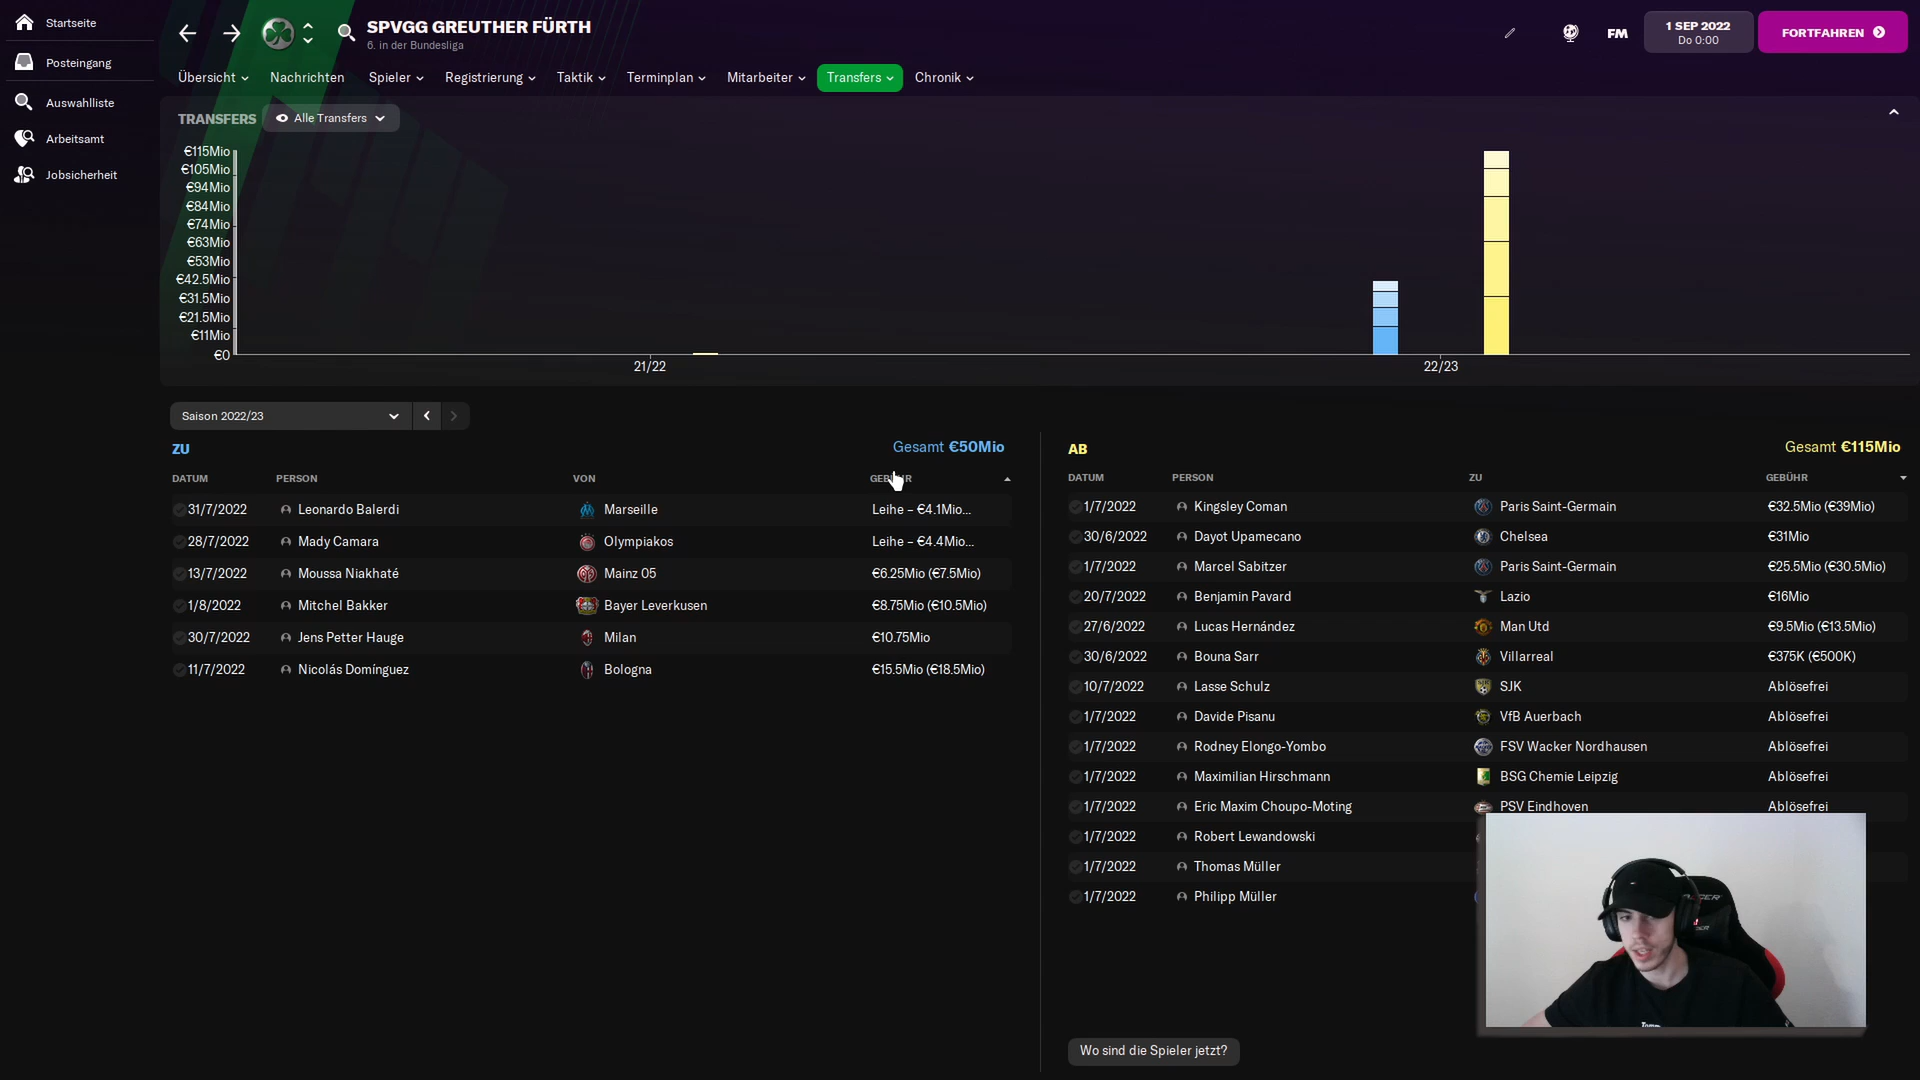 Startseite
Posteingang
Auswahlliste
Arbeitsamt
Jobsicherheit
SPVGG GREUTHER FÜRTH
6. in der Bundesliga
FM
1 SEP 2022
Do 0:00
FORTFAHREN
Übersicht Nachrichten Spieler Registrierung Taktik Terminplan Mitarbeiter Transfers Chronik
TRANSFERS Alle Transfers
€115Mio
€105Mio
€94Mio
€84Mio
€74Mio
€63Mio
€53Mio
€42.5Mio
€31.5Mio
€21.5Mio
€11Mio
€0
21/22 22/23
Saison 2022/23
ZU Gesamt €50Mio
DATUM PERSON VON
31/7/2022 Leonardo Balerdi Marseille Leihe - €4.1Mio...
28/7/2022 Mady Camara Olympiakos Leihe - €4.4Mio...
13/7/2022 Moussa Niakhaté Mainz 05 €6.25Mio (€7.5Mio)
1/8/2022 Mitchel Bakker Bayer Leverkusen €8.75Mio (€10.5Mio)
30/7/2022 Jens Petter Hauge Milan €10.75Mio
11/7/2022 Nicolás Domínguez Bologna €15.5Mio (€18.5Mio)
AB Gesamt €115Mio
DATUM PERSON ZU GEBÜHR
1/7/2022 Kingsley Coman Paris Saint-Germain €32.5Mio (€39Mio)
30/6/2022 Dayot Upamecano Chelsea €31Mio
1/7/2022 Marcel Sabitzer Paris Saint-Germain €25.5Mio (€30.5Mio)
20/7/2022 Benjamin Pavard Lazio €16Mio
27/6/2022 Lucas Hernández Man Utd €9.5Mio (€13.5Mio)
30/6/2022 Bouna Sarr Villarreal €375K (€500K)
10/7/2022 Lasse Schulz SJK Ablösefrei
1/7/2022 Davide Pisanu VfB Auerbach Ablösefrei
1/7/2022 Rodney Elongo-Yombo FSV Wacker Nordhausen Ablösefrei
1/7/2022 Maximilian Hirschmann BSG Chemie Leipzig Ablösefrei
1/7/2022 Eric Maxim Choupo-Moting PSV Eindhoven Ablösefrei
1/7/2022 Robert Lewandowski
1/7/2022 Thomas Müller
1/7/2022 Philipp Müller
Wo sind die Spieler jetzt?